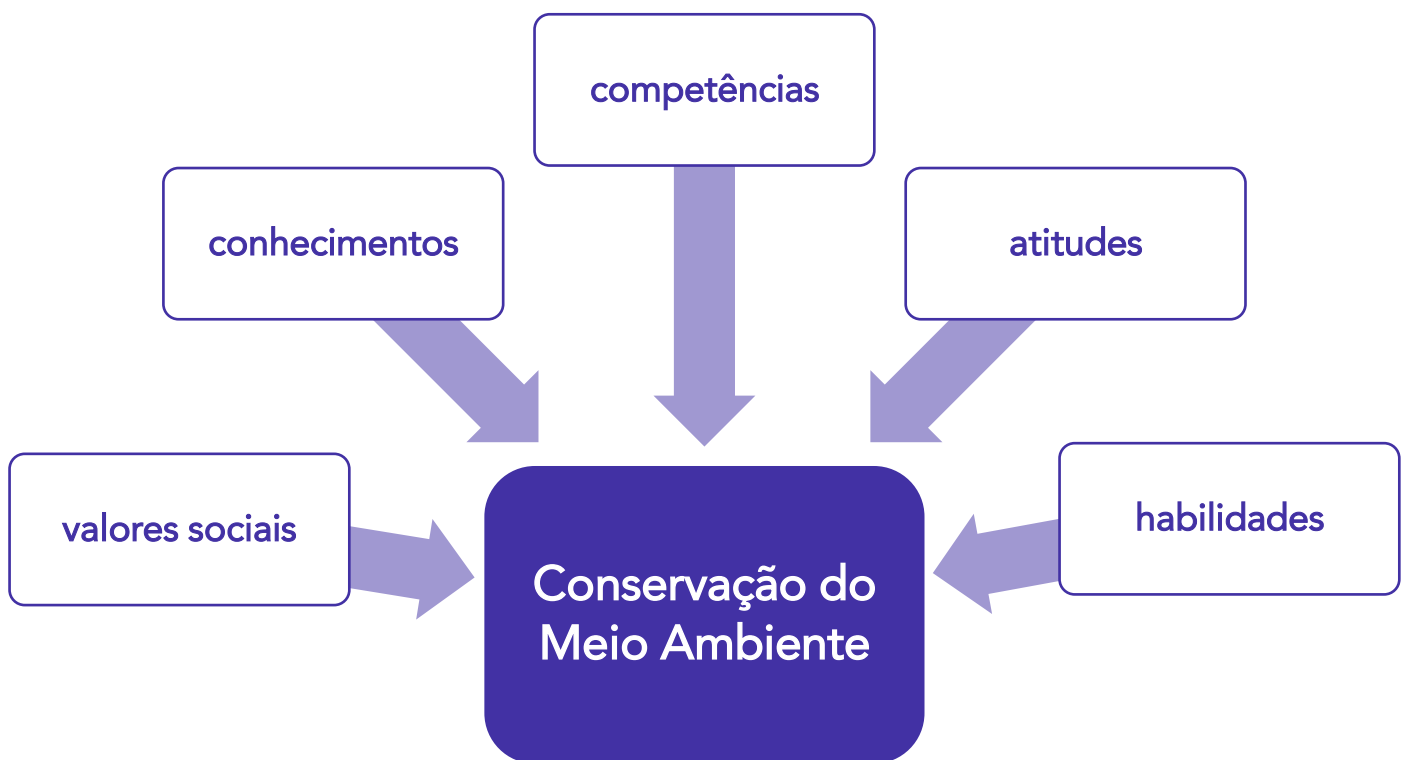 competências
conhecimentos
atitudes
valores sociais
habilidades
Conservação do
Meio Ambiente